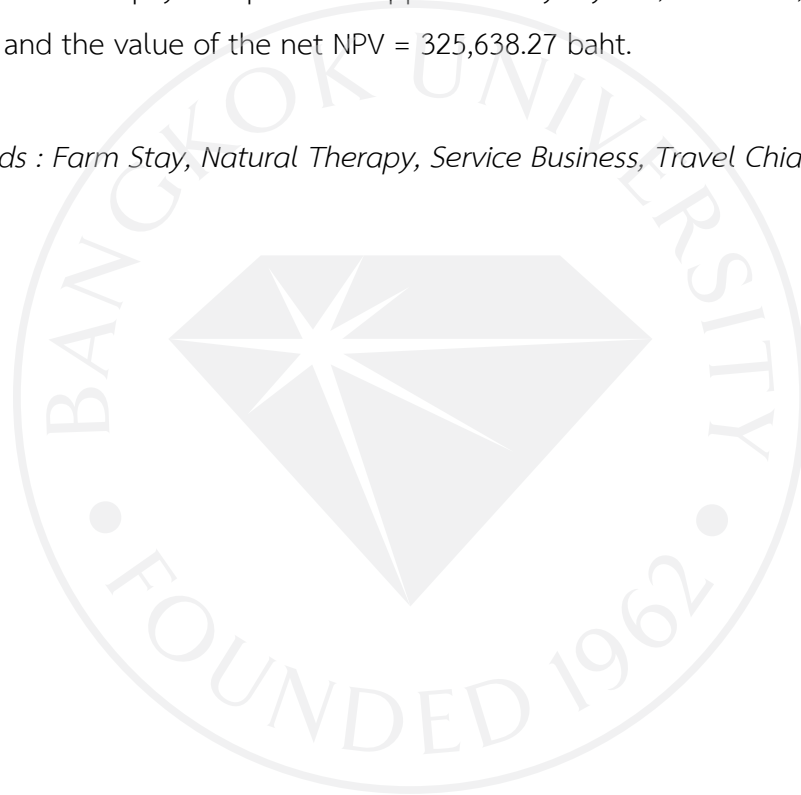 and the value of the net NPV = 325,638.27 baht.
ds : Farm Stay, Natural Therapy, Service Business, Travel Chia
BANGKOK UNIVERSITY
FOUNDED 1962